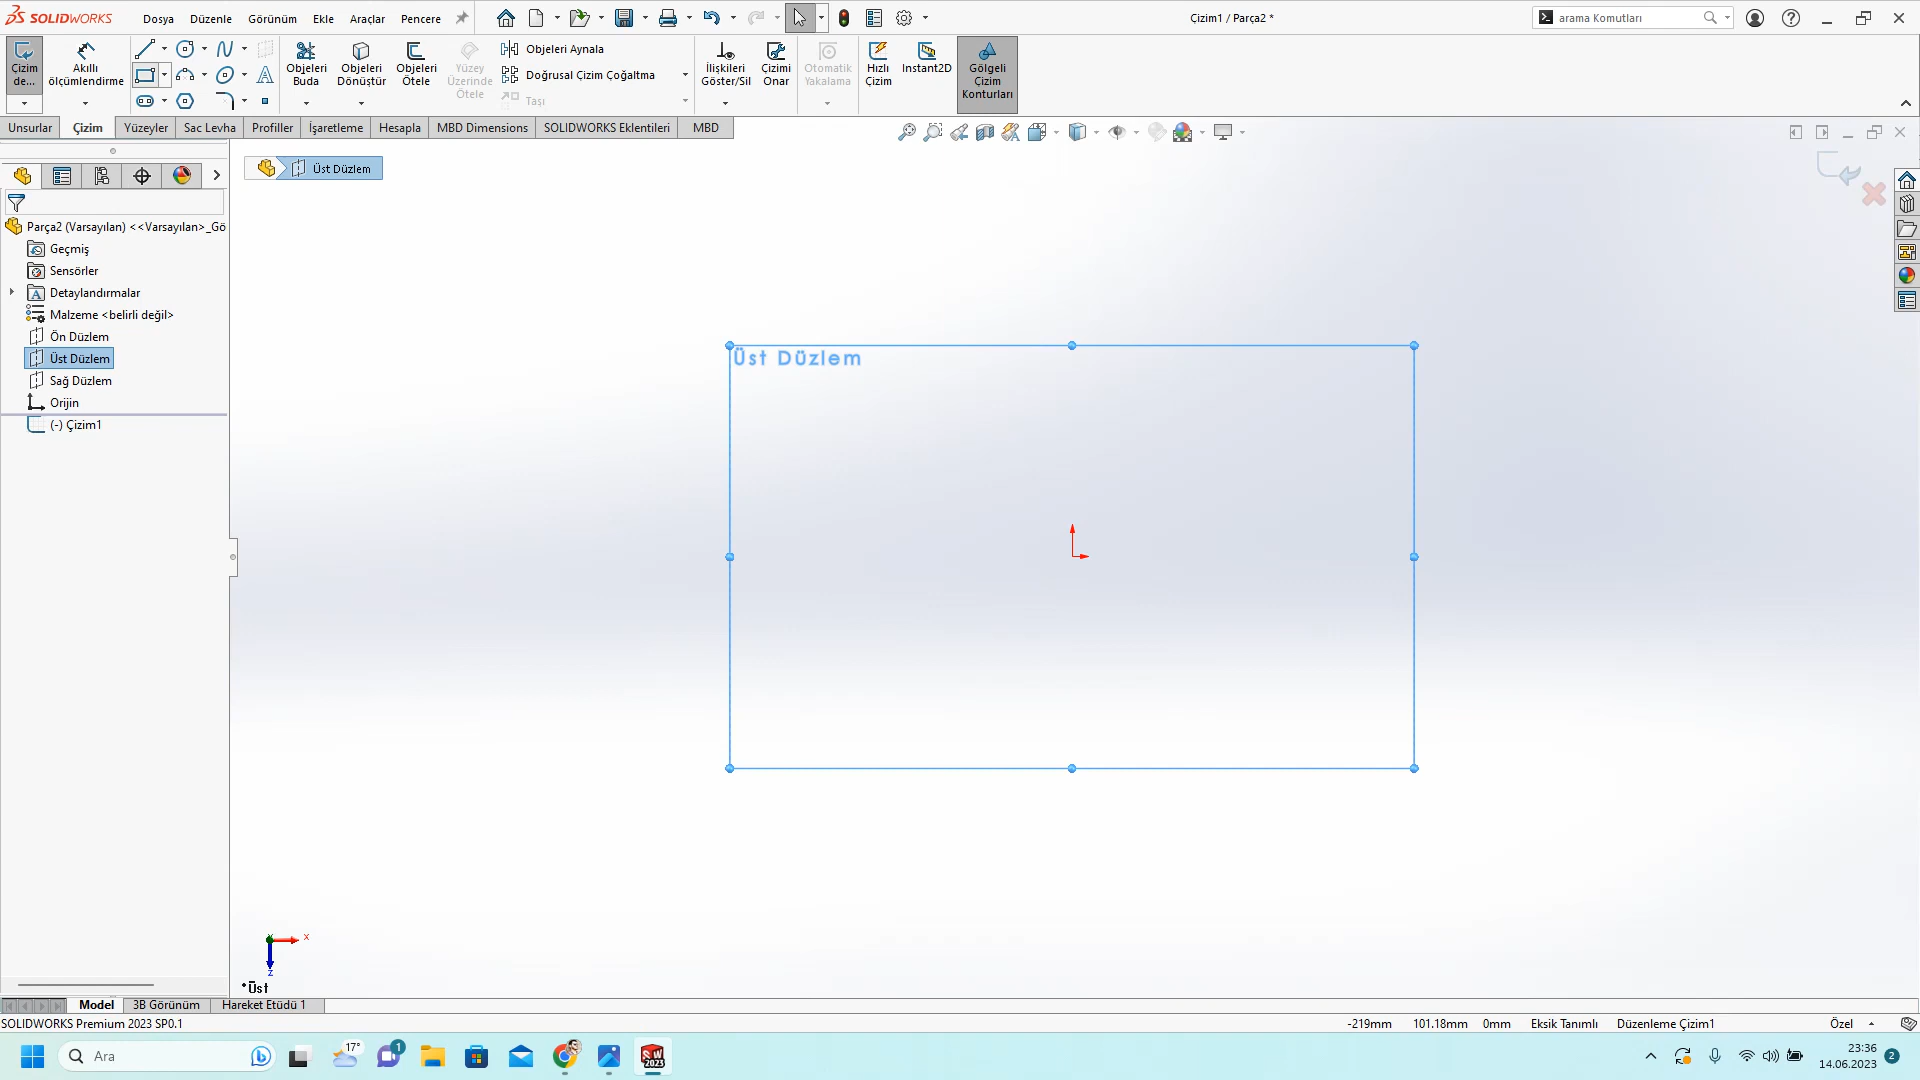 SOLIDWORKS Dosya Düzenle Görünüm Ekle Araçlar Pencere Çizim1 / Parça2 * arama Komutları
Çizim de...
Akıllı ölçümlendirme
Objeleri Buda
Objeleri Dönüştür
Objeleri Ötele
Yüzey Üzerinde Ötele
Objeleri Aynala
Doğrusal Çizim Çoğaltma
Taşı
İlişkileri Göster/Sil
Çizimi Onar
Otomatik Yakalama
Hızlı Çizim
Instant2D
Gölgeli Çizim Konturları
Unsurlar Çizim Yüzeyler Sac Levha Profiller İşaretleme Hesapla MBD Dimensions SOLIDWORKS Eklentileri MBD
Üst Düzlem
Parça2 (Varsayılan) <<Varsayılan>_Gö
Geçmiş
Sensörler
Detaylandırmalar
Malzeme <belirli değil>
Ön Düzlem
Üst Düzlem
Sağ Düzlem
Orijin
(-) Çizim1
Üst Düzlem
Y
X
Z
*Üst
Model 3B Görünüm Hareket Etüdü 1
SOLIDWORKS Premium 2023 SP0.1 -219mm 101.18mm 0mm Eksik Tanımlı Düzenleme Çizim1 Özel
Ara 17° 1 SW 2023 23:36
14.06.2023 2